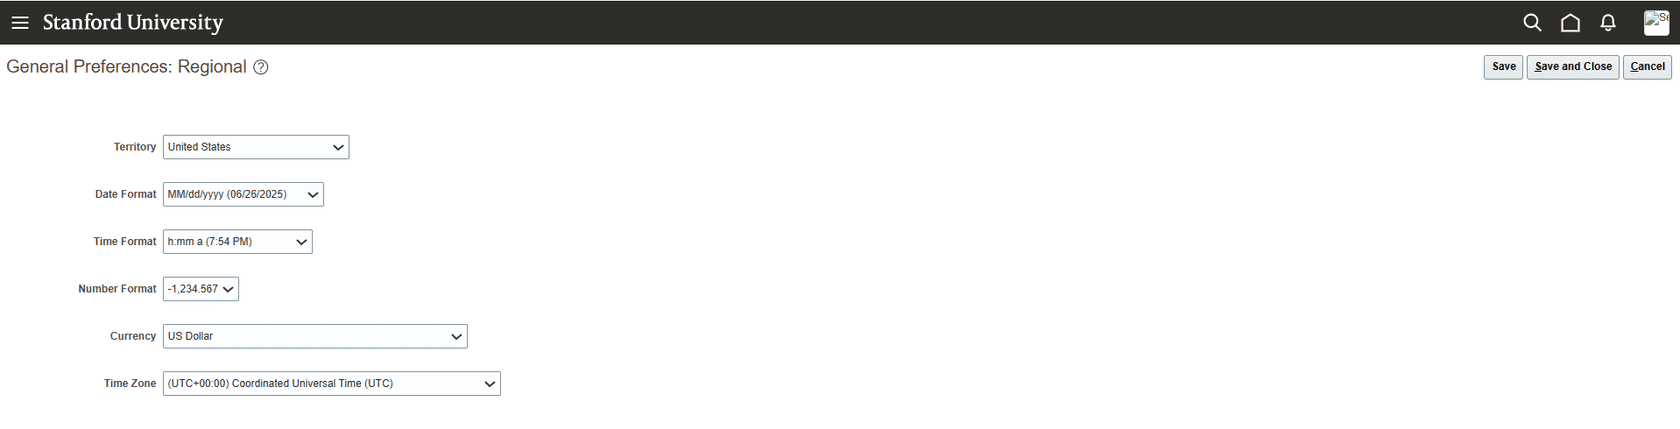 Stanford University
Se
General Preferences: Regional ?
Save Save and Close Cancel
Territory United States
Date Format MM/dd/yyyy (06/26/2025)
Time Format h:mm a (7:54 PM)
Number Format -1,234.567
Currency US Dollar
Time Zone (UTC+00:00) Coordinated Universal Time (UTC)